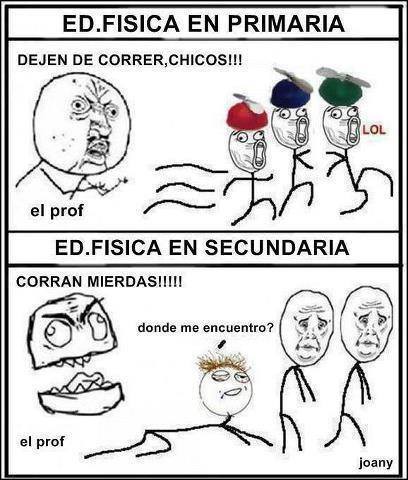 ED.FISICA EN PRIMARIA
DEJEN DE CORRER,CHICOS!!!
LOL
el prof
ED.FISICA EN SECUNDARIA
CORRAN MIERDAS!!!!!
donde me encuentro?
el prof
joany